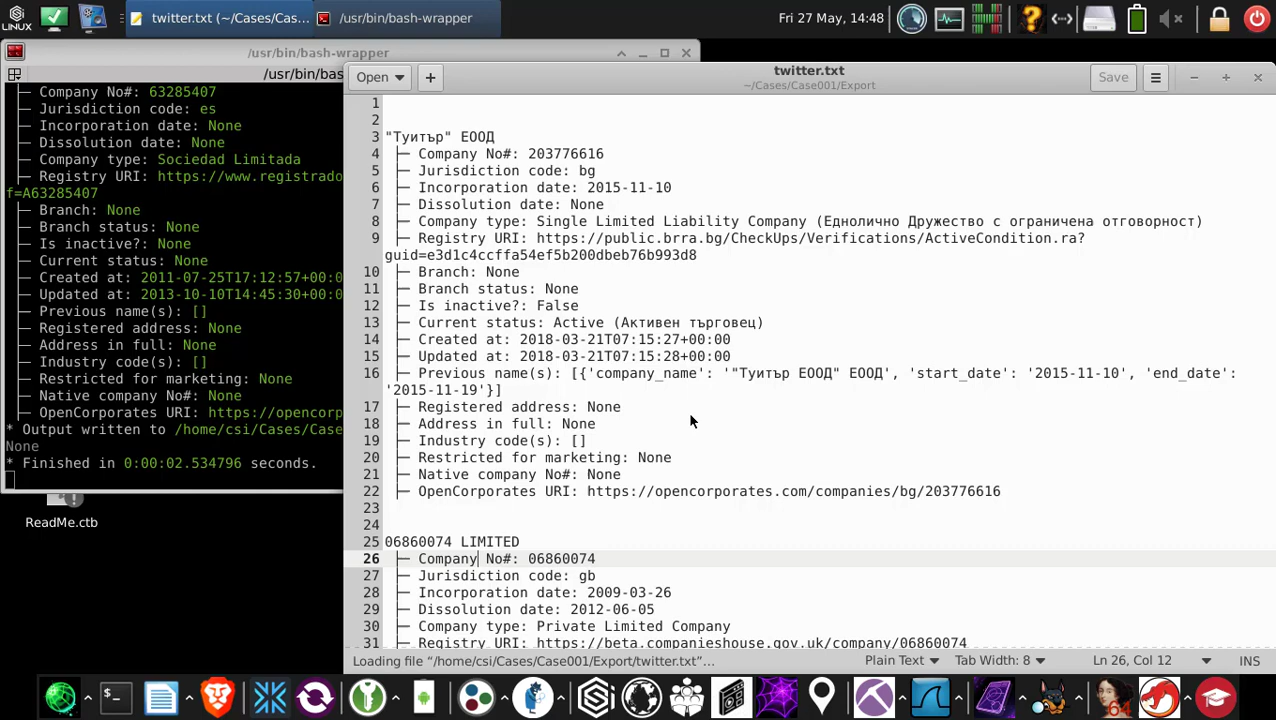 LINUX
twitter.txt (~/Cases/Cas...
/usr/bin/bash-wrapper
Fri 27 May, 14:48
/usr/bin/bash-wrapper
/usr/bin/bas
├─ Company No#: 63285407
├─ Jurisdiction code: es
├─ Incorporation date: None
├─ Dissolution date: None
├─ Company type: Sociedad Limitada
├─ Registry URI: https://www.registrado
f=A63285407
├─ Branch: None
├─ Branch status: None
├─ Is inactive?: None
├─ Current status: None
├─ Created at: 2011-07-25T17:12:57+00:0
├─ Updated at: 2013-10-10T14:45:30+00:0
├─ Previous name(s): []
├─ Registered address: None
├─ Address in full: None
├─ Industry code(s): []
├─ Restricted for marketing: None
├─ Native company No#: None
├─ OpenCorporates URI: https://opencorp
* Output written to /home/csi/Cases/Case
None
* Finished in 0:00:02.534796 seconds.
ReadMe.ctb
Open
twitter.txt
~/Cases/Case001/Export
Save
1
2
3 "Туитър" ЕООД
4 ├─ Company No#: 203776616
5 ├─ Jurisdiction code: bg
6 ├─ Incorporation date: 2015-11-10
7 ├─ Dissolution date: None
8 ├─ Company type: Single Limited Liability Company (Еднолично Дружество с ограничена отговорност)
9 ├─ Registry URI: https://public.brra.bg/CheckUps/Verifications/ActiveCondition.ra?
guid=e3d1c4ccffa54ef5b200dbeb76b993d8
10 ├─ Branch: None
11 ├─ Branch status: None
12 ├─ Is inactive?: False
13 ├─ Current status: Active (Активен търговец)
14 ├─ Created at: 2018-03-21T07:15:27+00:00
15 ├─ Updated at: 2018-03-21T07:15:28+00:00
16 ├─ Previous name(s): [{'company_name': '"Туитър ЕООД" ЕООД', 'start_date': '2015-11-10', 'end_date':
'2015-11-19'}]
17 ├─ Registered address: None
18 ├─ Address in full: None
19 ├─ Industry code(s): []
20 ├─ Restricted for marketing: None
21 ├─ Native company No#: None
22 ├─ OpenCorporates URI: https://opencorporates.com/companies/bg/203776616
23
24
25 06860074 LIMITED
26 ├─ Company No#: 06860074
27 ├─ Jurisdiction code: gb
28 ├─ Incorporation date: 2009-03-26
29 ├─ Dissolution date: 2012-06-05
30 ├─ Company type: Private Limited Company
31 ├─ Registry URI: https://beta.companieshouse.gov.uk/company/06860074
Loading file “/home/csi/Cases/Case001/Export/twitter.txt”…
Plain Text
Tab Width: 8
Ln 26, Col 12
INS
64